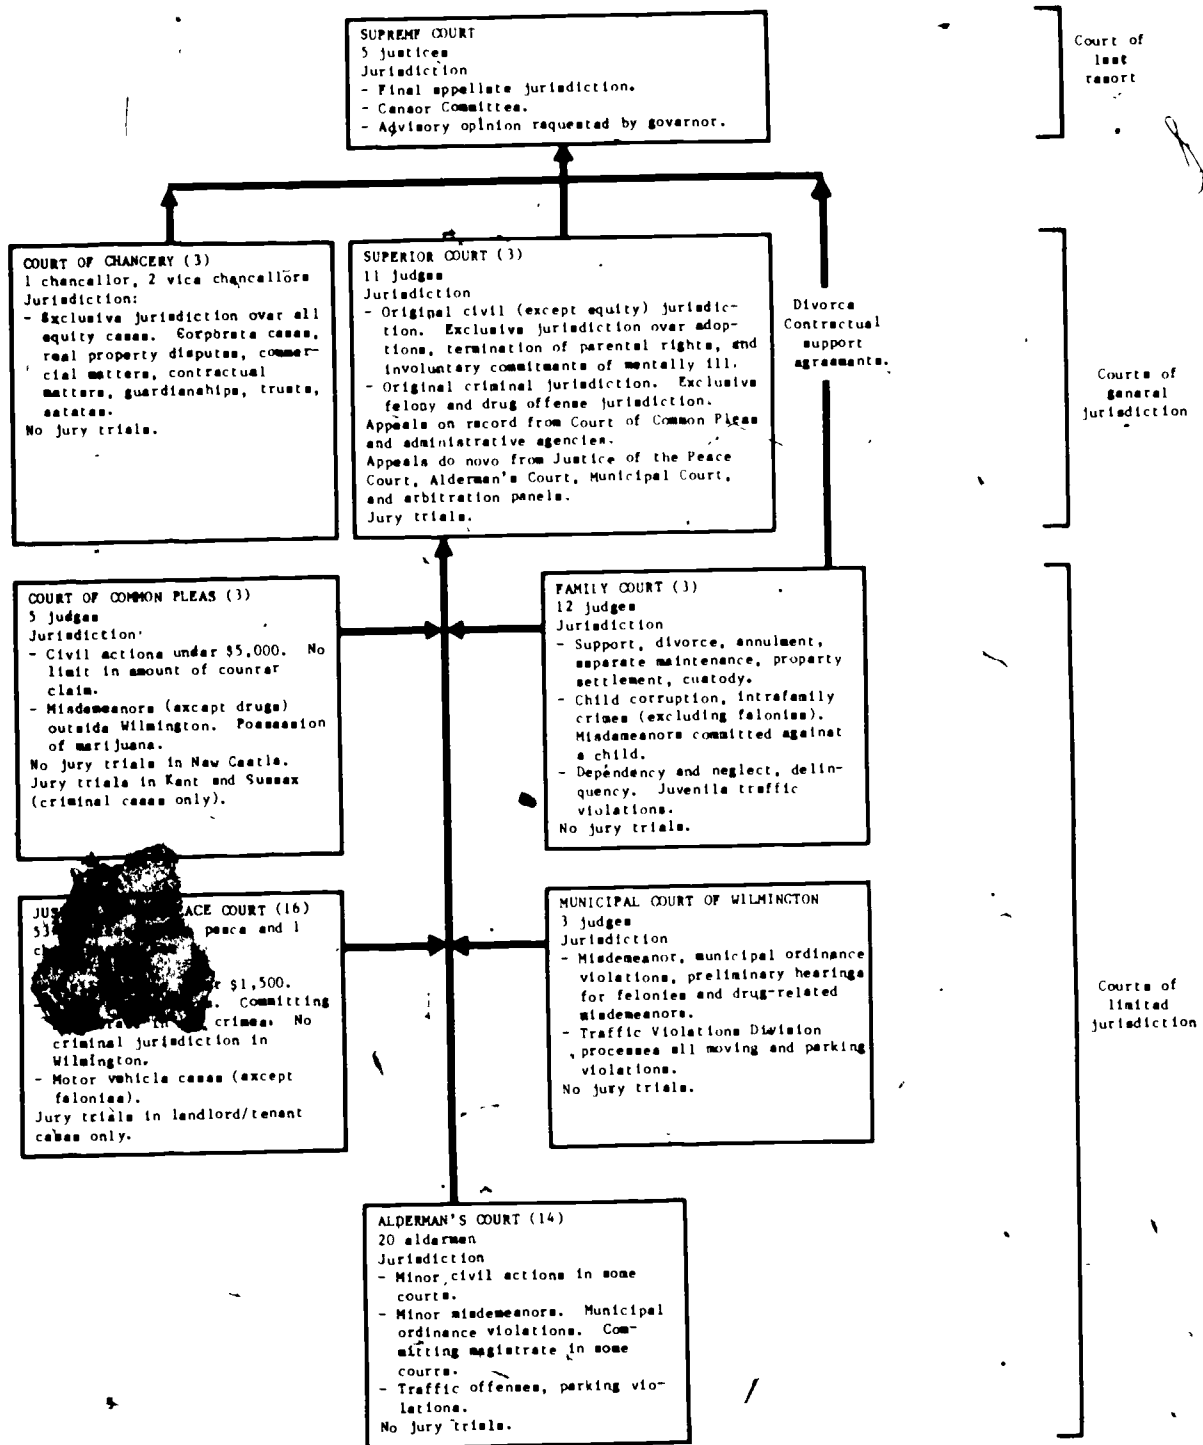 SUPREME COURT
5 justices
Jurisdiction
- Final appellate jurisdiction.
- Cansor Committee.
- Advisory opinion requested by governor.
Court of
last
resort
COURT OF CHANCERY (3)
1 chancellor, 2 vice chancellors
Jurisdiction:
- Exclusive jurisdiction over all
equity cases. Corporate cases,
real property disputes, commer-
cial matters, contractual
matters, guardianships, trusts,
estates.
No jury trials.
SUPERIOR COURT (3)
11 judges
Jurisdiction
- Original civil (except equity) jurisdic-
tion. Exclusive jurisdiction over adop-
tions, termination of parental rights, and
involuntary commitments of mentally ill.
- Original criminal jurisdiction. Exclusive
felony and drug offense jurisdiction.
Appeals on record from Court of Common Pleas
and administrative agencies.
Appeals do novo from Justice of the Peace
Court, Alderman's Court, Municipal Court,
and arbitration panels.
Jury trials.
Divorce
Contractual
support
agreements.
Courts of
general
jurisdiction
COURT OF COMMON PLEAS (3)
5 judges
Jurisdiction
- Civil actions under $5,000. No
limit in amount of counter
claim.
- Misdemeanors (except drugs)
outside Wilmington. Possession
of marijuana.
No jury trials in New Castle.
Jury trials in Kent and Sussex
(criminal cases only).
FAMILY COURT (3)
12 judges
Jurisdiction
- Support, divorce, annulment,
separate maintenance, property
settlement, custody.
- Child corruption, intrafamily
crimes (excluding felonies).
Misdemeanors committed against
a child.
- Dependency and neglect, delin-
quency. Juvenile traffic
violations.
No jury trials.
JUS ACE COURT (16)
53 peace and 1
$1,500.
Committing
in crimes. No
criminal jurisdiction in
Wilmington.
- Motor vehicle cases (except
felonies).
Jury trials in landlord/tenant
cases only.
MUNICIPAL COURT OF WILMINGTON
3 judges
Jurisdiction
- Misdemeanor, municipal ordinance
violations, preliminary hearings
for felonies and drug-related
misdemeanors.
- Traffic Violations Division
processes all moving and parking
violations.
No jury trials.
Courts of
limited
jurisdiction
ALDERMAN'S COURT (14)
20 aldermen
Jurisdiction
- Minor civil actions in some
courts.
- Minor misdemeanors. Municipal
ordinance violations. Com-
mitting magistrate in some
courts.
- Traffic offenses, parking vio-
lations.
No jury trials.